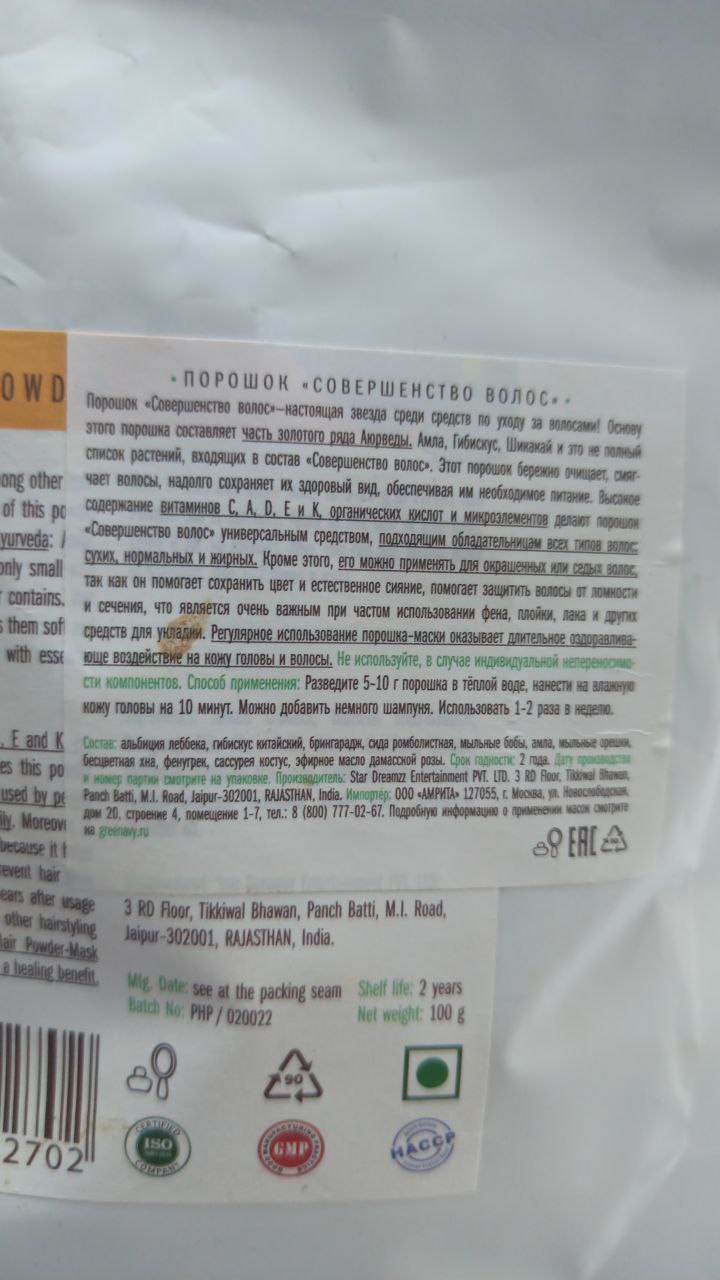 OWD
ong other
of this po
yurveda:
only small
contains.
s them sof
with esse
, E and K
es this po
used by pe
ily. Moreov
because it h
revent hair
ears after usage
other hairstyling
air Powder-Mask
a healing benefit.
• ПОРОШОК «СОВЕРШЕНСТВО ВОЛОС» •
Порошок «Совершенство волос»–настоящая звезда среди средств по уходу за волосами! Основу
этого порошка составляет часть золотого ряда Аюрведы. Амла, Гибискус, Шикакай и это не полный
список растений, входящих в состав «Совершенство волос». Этот порошок бережно очищает, смяг-
чает волосы, надолго сохраняет их здоровый вид, обеспечивая им необходимое питание. Высокое
содержание витаминов С, А, D, Е и К, органических кислот и микроэлементов делают порошок
«Совершенство волос» универсальным средством, подходящим обладательницам всех типов волос:
сухих, нормальных и жирных. Кроме этого, его можно применять для окрашенных или седых волос,
так как он помогает сохранить цвет и естественное сияние, помогает защитить волосы от ломкости
и сечения, что является очень важным при частом использовании фена, плойки, лака и других
средств для укладки. Регулярное использование порошка-маски оказывает длительное оздоравлива-
юще воздействие на кожу головы и волосы. Не используйте, в случае индивидуальной непереносимо-
сти компонентов. Способ применения: Разведите 5-10 г порошка в тёплой воде, нанести на влажную
кожу головы на 10 минут. Можно добавить немного шампуня. Использовать 1-2 раза в неделю.
Состав: альбиция леббека, гибискус китайский, брингарадж, сида ромболистная, мыльные бобы, амла, мыльные орешки,
бесцветная хна, фенугрек, сассурея костус, эфирное масло дамасской розы. Срок годности: 2 года. Дату производства
и номер партии смотрите на упаковке. Производитель: Star Dreamzz Entertainment PVT. LTD. 3 RD Floor, Tikkiwal Bhawan,
Panch Batti, M.I. Road, Jaipur-302001, RAJASTHAN, India. Импортёр: ООО «АМРИТА» 127055, г. Москва, ул. Новослободская,
дом 20, строение 4, помещение 1-7, тел.: 8 (800) 777-02-67. Подробную информацию о применении масок смотрите
на greenavy.ru
EAC
3 RD Floor, Tikkiwal Bhawan, Panch Batti, M.I. Road,
Jaipur-302001, RAJASTHAN, India.
Mfg. Date: see at the packing seam Shelf life: 2 years
Batch No: PHP / 020022 Net weight: 100 g
90
2702
CERTIFIED
ISO
COMPANY
GMP
HACCP